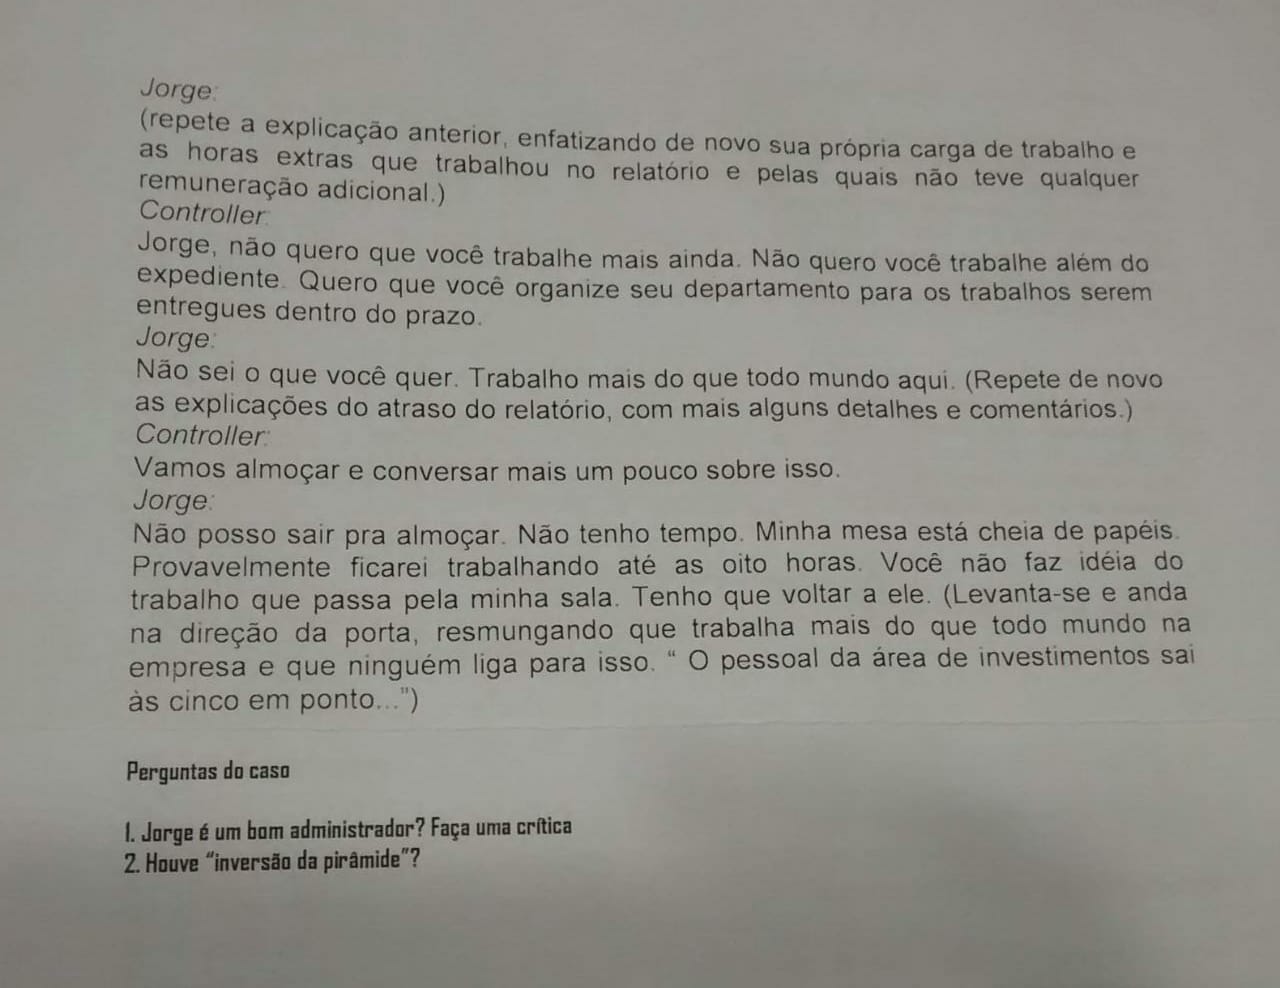 Jorge:
(repete a explicação anterior, enfatizando de novo sua própria carga de trabalho e
as horas extras que trabalhou no relatório e pelas quais não teve qualquer
remuneração adicional.)
Controller:
Jorge, não quero que você trabalhe mais ainda. Não quero você trabalhe além do
expediente. Quero que você organize seu departamento para os trabalhos serem
entregues dentro do prazo.
Jorge:
Não sei o que você quer. Trabalho mais do que todo mundo aqui. (Repete de novo
as explicações do atraso do relatório, com mais alguns detalhes e comentários.)
Controller:
Vamos almoçar e conversar mais um pouco sobre isso.
Jorge:
Não posso sair pra almoçar. Não tenho tempo. Minha mesa está cheia de papéis.
Provavelmente ficarei trabalhando até as oito horas. Você não faz idéia do
trabalho que passa pela minha sala. Tenho que voltar a ele. (Levanta-se e anda
na direção da porta, resmungando que trabalha mais do que todo mundo na
empresa e que ninguém liga para isso. “ O pessoal da área de investimentos sai
às cinco em ponto...”)
Perguntas do caso
1. Jorge é um bom administrador? Faça uma crítica
2. Houve “inversão da pirâmide”?